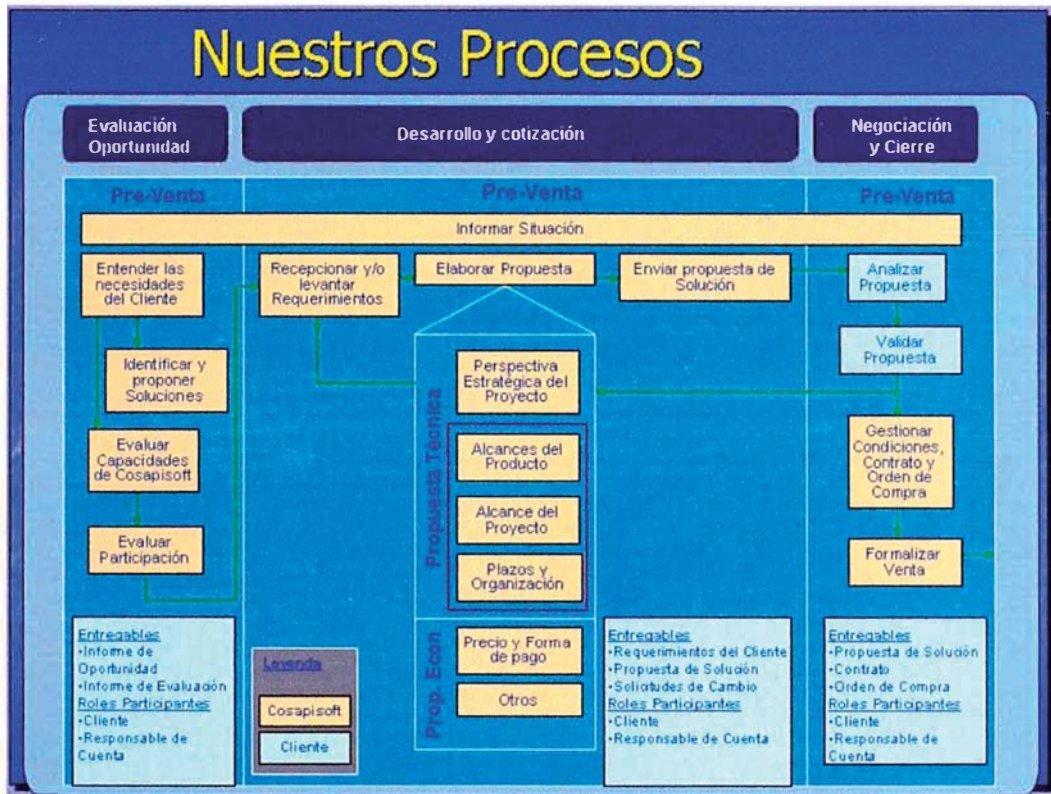 Nuestros Procesos
Evaluación
Oportunidad
Desarrollo y cotización
Negociación
y Cierre
Pre-Venta
Pre-Venta
Pre-Venta
Informar Situación
Entender las
necesidades
del Cliente
Identificar y
proponer
Soluciones
Evaluar
Capacidades
de Cosapisoft
Evaluar
Participación
Recepcionar y/o
levantar
Requerimientos
Elaborar Propuesta
Enviar propuesta de
Solución
Propuesta Técnica
Perspectiva
Estratégica del
Proyecto
Alcances del
Producto
Alcance del
Proyecto
Plazos y
Organización
Prop. Econ
Precio y Forma
de pago
Otros
Analizar
Propuesta
Validar
Propuesta
Gestionar
Condiciones,
Contrato y
Orden de
Compra
Formalizar
Venta
Entregables
•Informe de
Oportunidad
•Informe de Evaluación
Roles Participantes
•Cliente
•Responsable de
Cuenta
Leyenda
Cosapisoft
Cliente
Entregables
•Requerimientos del Cliente
•Propuesta de Solución
•Solicitudes de Cambio
Roles Participantes
•Cliente
•Responsable de Cuenta
Entregables
•Propuesta de Solución
•Contrato
•Orden de Compra
Roles Participantes
•Cliente
•Responsable de
Cuenta